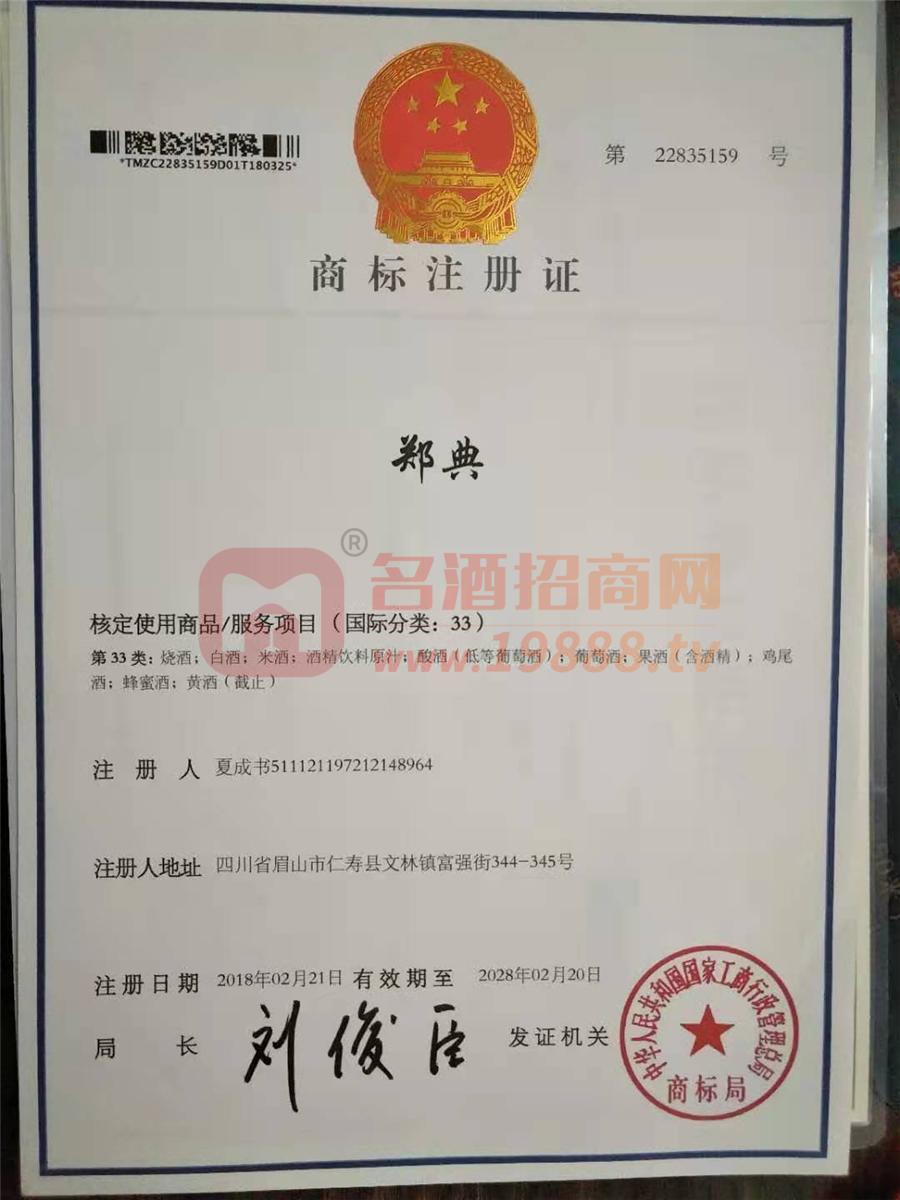 *TMZC22835159D01T180325*
第 22835159 号
商标注册证
郑典
®
名酒招商网
www.19888.tv
核定使用商品/服务项目（国际分类：33）
第33类：烧酒；白酒；米酒；酒精饮料原汁；酸酒（低等葡萄酒）；葡萄酒；果酒（含酒精）；鸡尾
酒；蜂蜜酒；黄酒（截止）
注册人 夏成书511121197212148964
注册人地址 四川省眉山市仁寿县文林镇富强街344-345号
注册日期 2018年02月21日 有效期至 2028年02月20日
局长 刘俊臣 发证机关
中华人民共和国国家工商行政管理总局
商标局